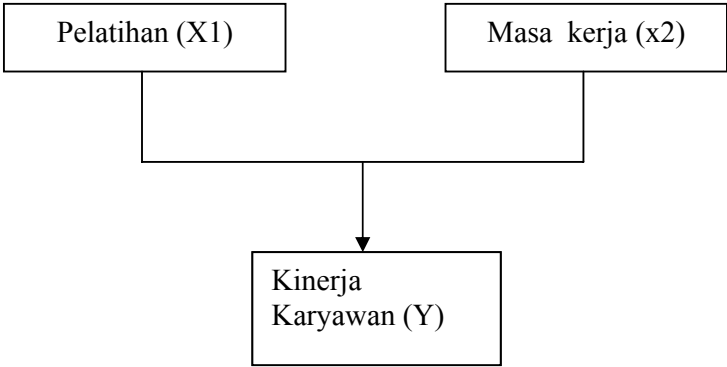 Pelatihan (X1)
Masa kerja (x2)
Kinerja
Karyawan (Y)